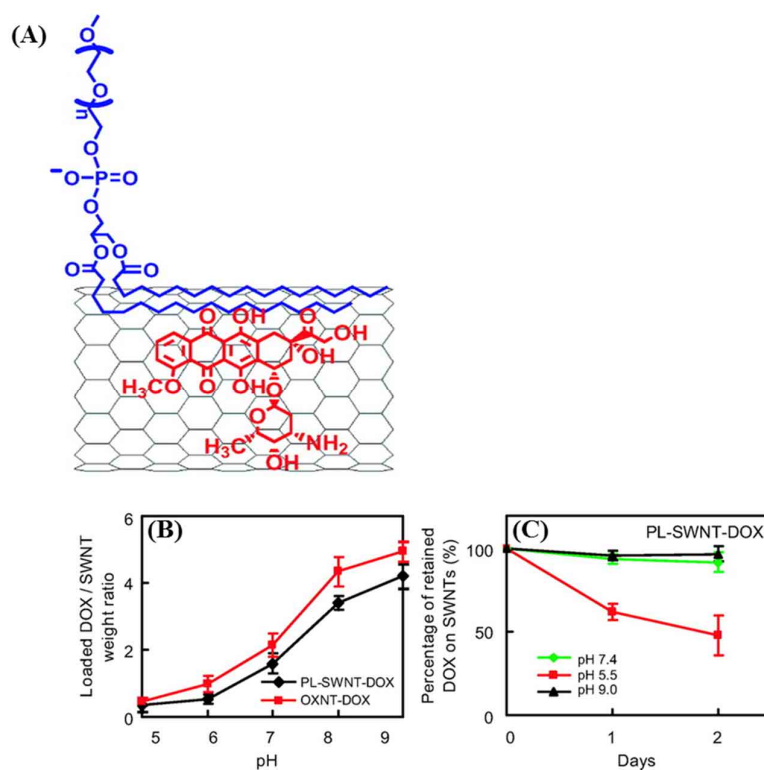 (A)
O
O
O
n
O
⁻O-P=O
O
O
O
O
O
O OH O OH
OH
H₃CO O OH O
O
H₃C NH₂
OH
(B)
Loaded DOX / SWNT
weight ratio
6
4
2
0
5 6 7 8 9
pH
PL-SWNT-DOX
OXNT-DOX
(C)
PL-SWNT-DOX
Percentage of retained
DOX on SWNTs (%)
100
50
0
pH 7.4
pH 5.5
pH 9.0
0 1 2
Days